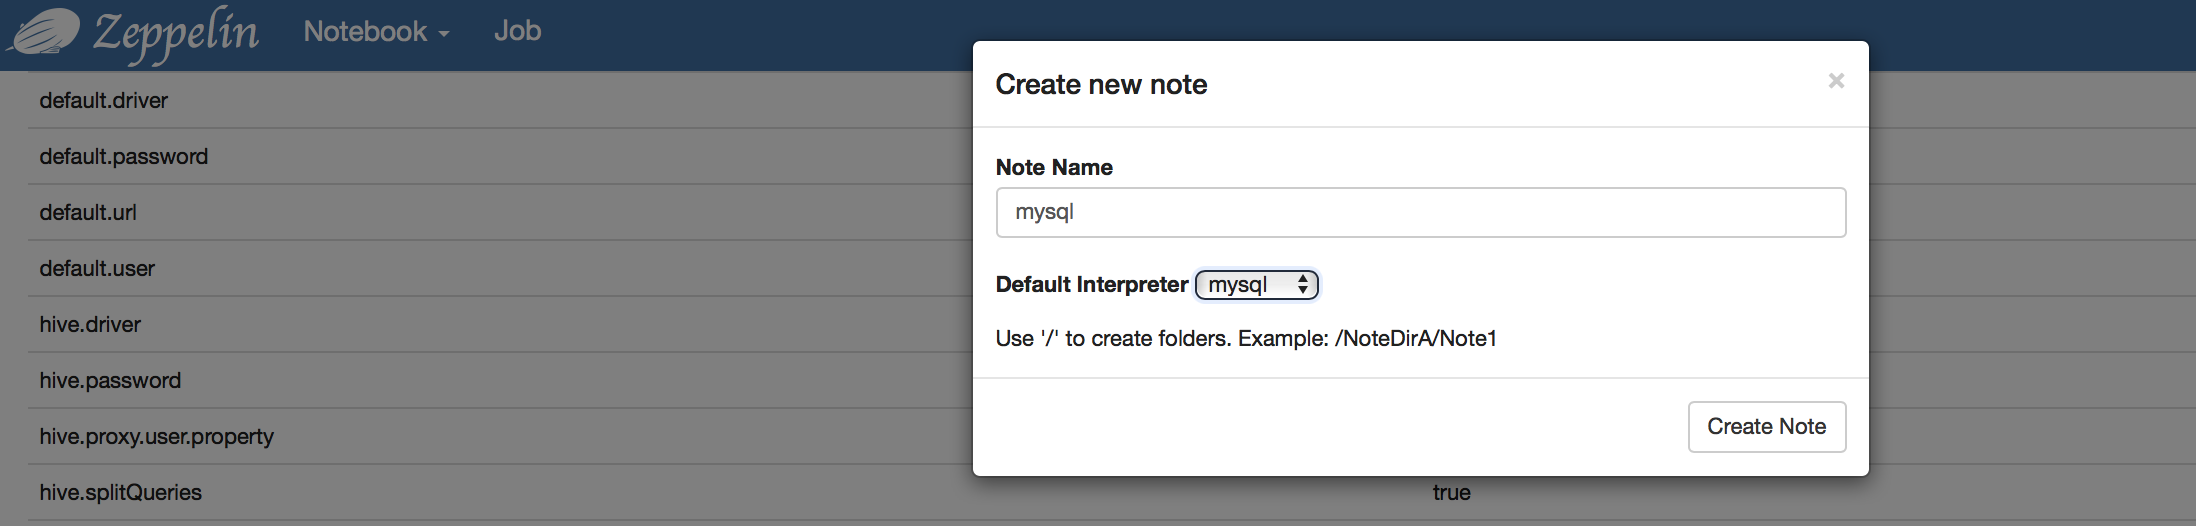 Zeppelin Notebook Job
default.driver
default.password
default.url
default.user
hive.driver
hive.password
hive.proxy.user.property
hive.splitQueries true
Create new note ×
Note Name
mysql
Default Interpreter mysql
Use '/' to create folders. Example: /NoteDirA/Note1
Create Note